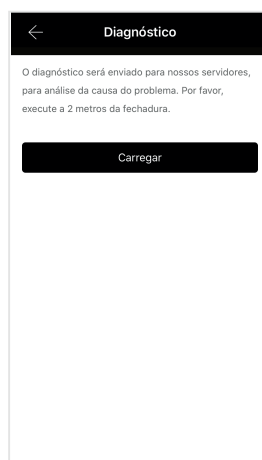 Diagnóstico
O diagnóstico será enviado para nossos servidores,
para análise da causa do problema. Por favor,
execute a 2 metros da fechadura.
Carregar